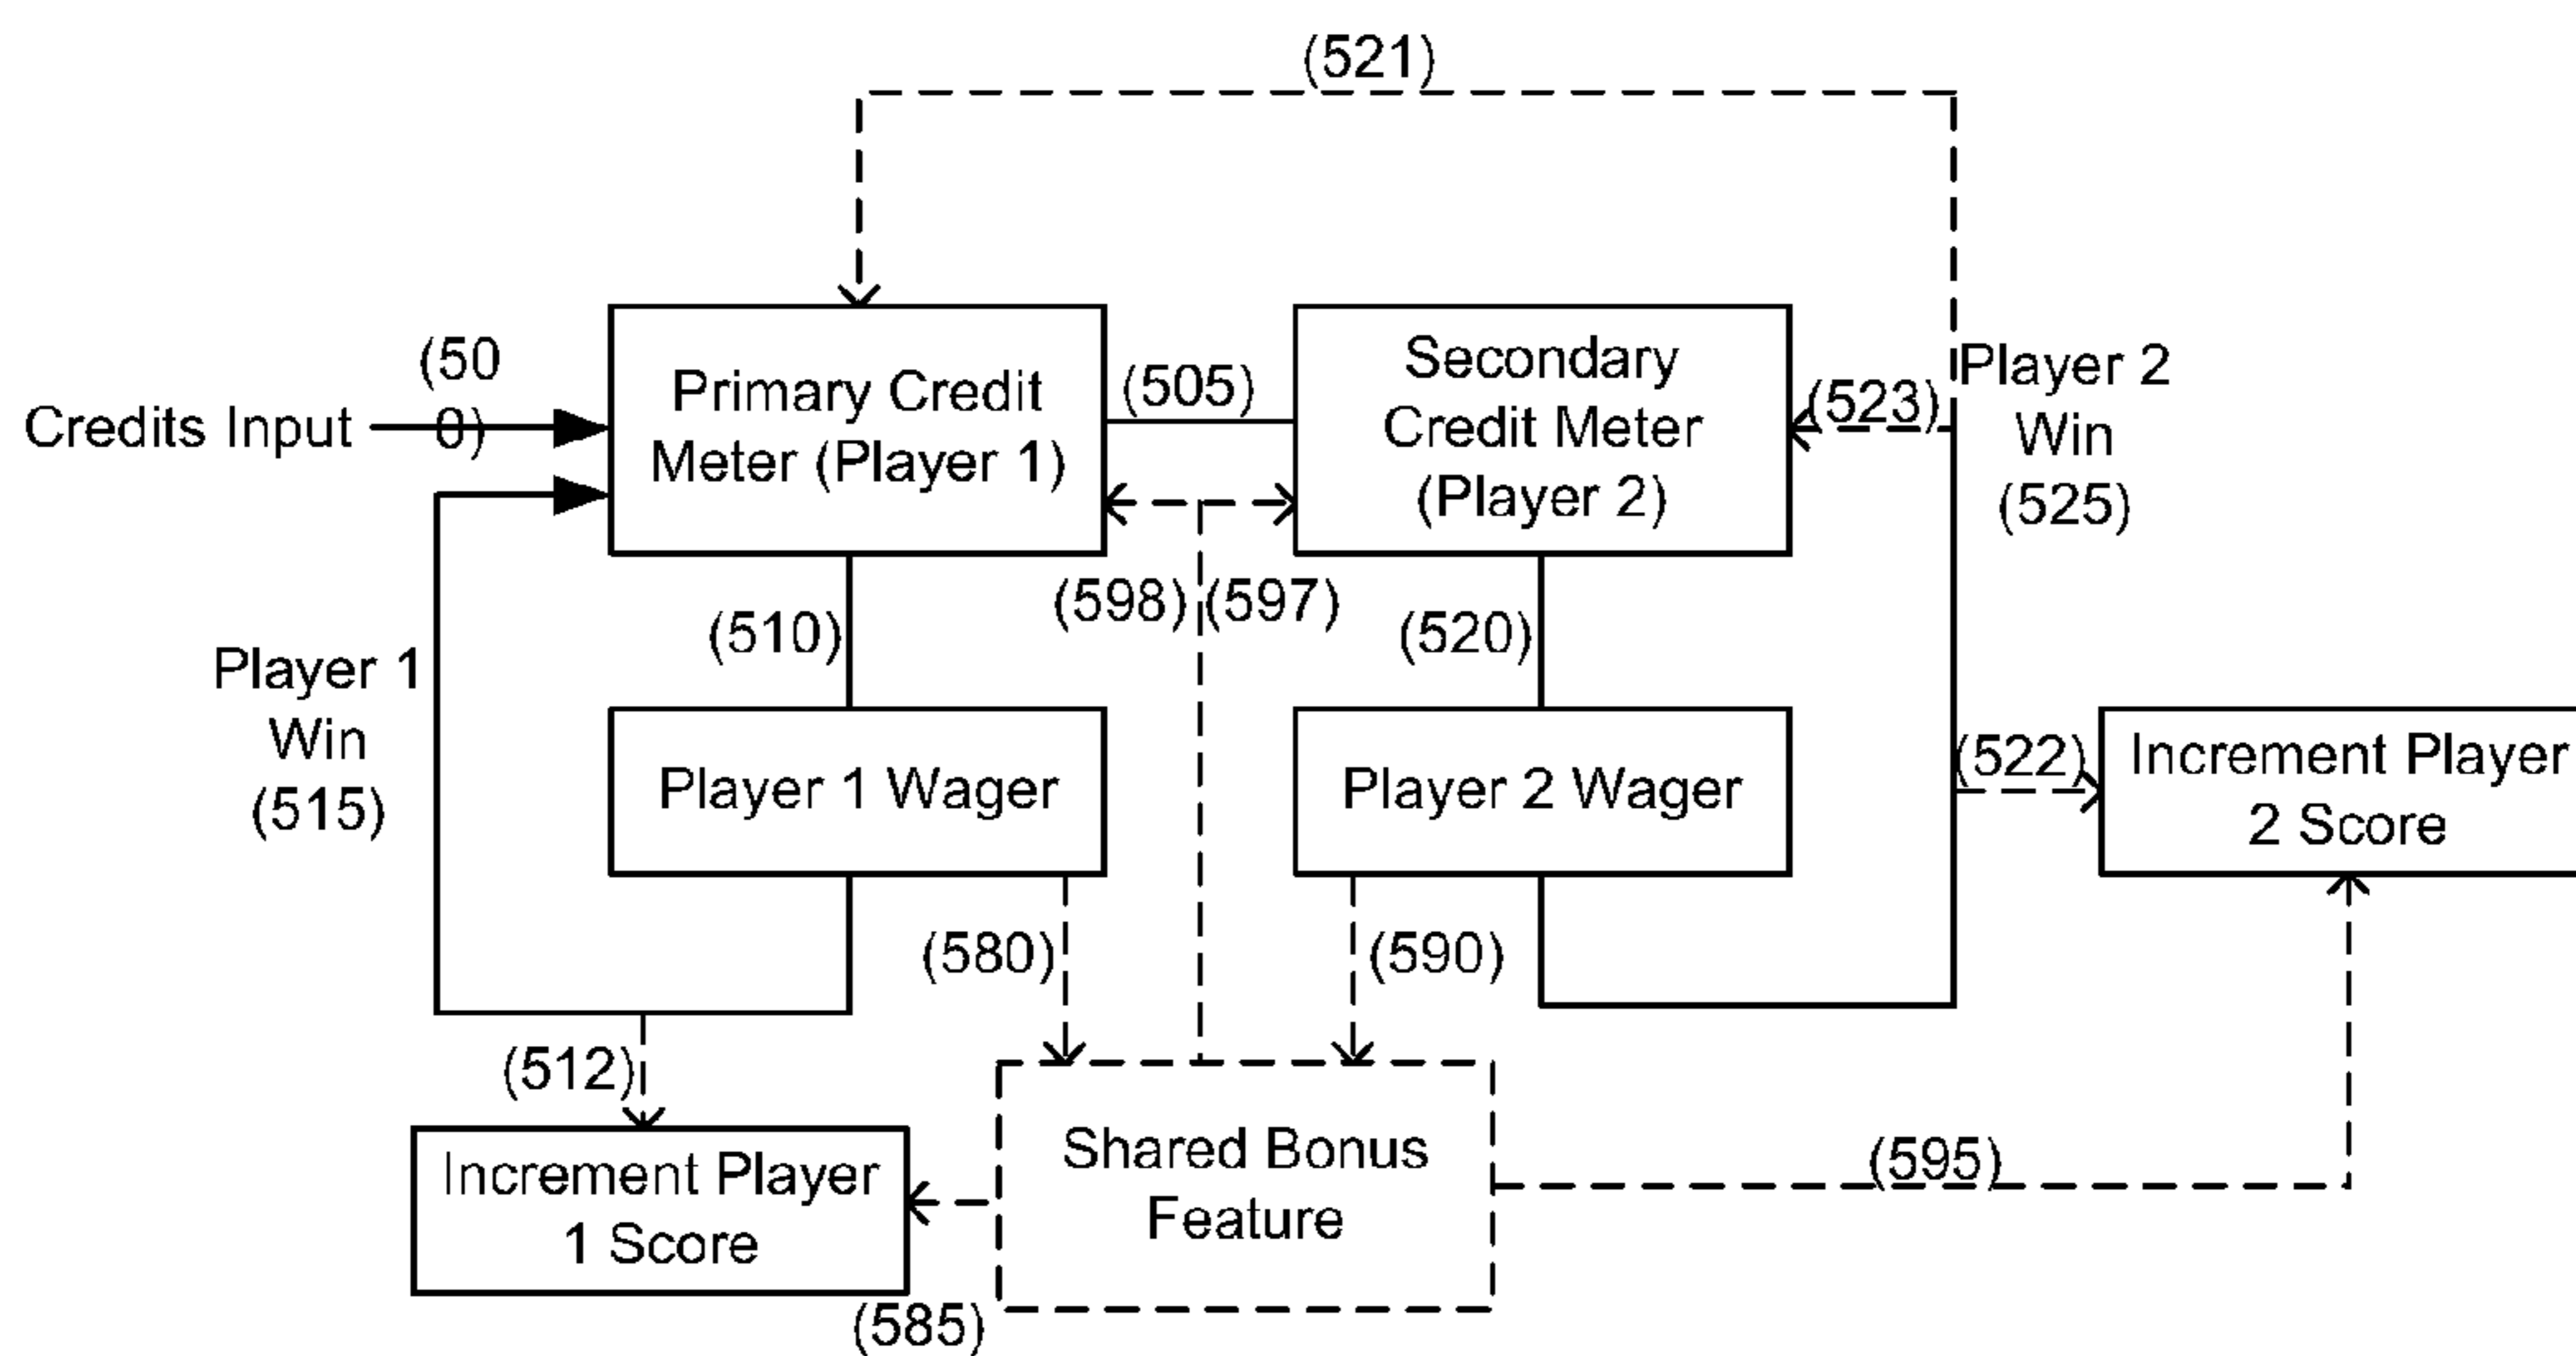 (521)
(50
0)
Credits Input
Primary Credit
Meter (Player 1)
(505)
Secondary
Credit Meter
(Player 2)
(523)
Player 2
Win
(525)
(598)
(597)
(510)
(520)
Player 1
Win
(515)
Player 1 Wager
Player 2 Wager
(522)
Increment Player
2 Score
(580)
(590)
(512)
Increment Player
1 Score
Shared Bonus
Feature
(595)
(585)